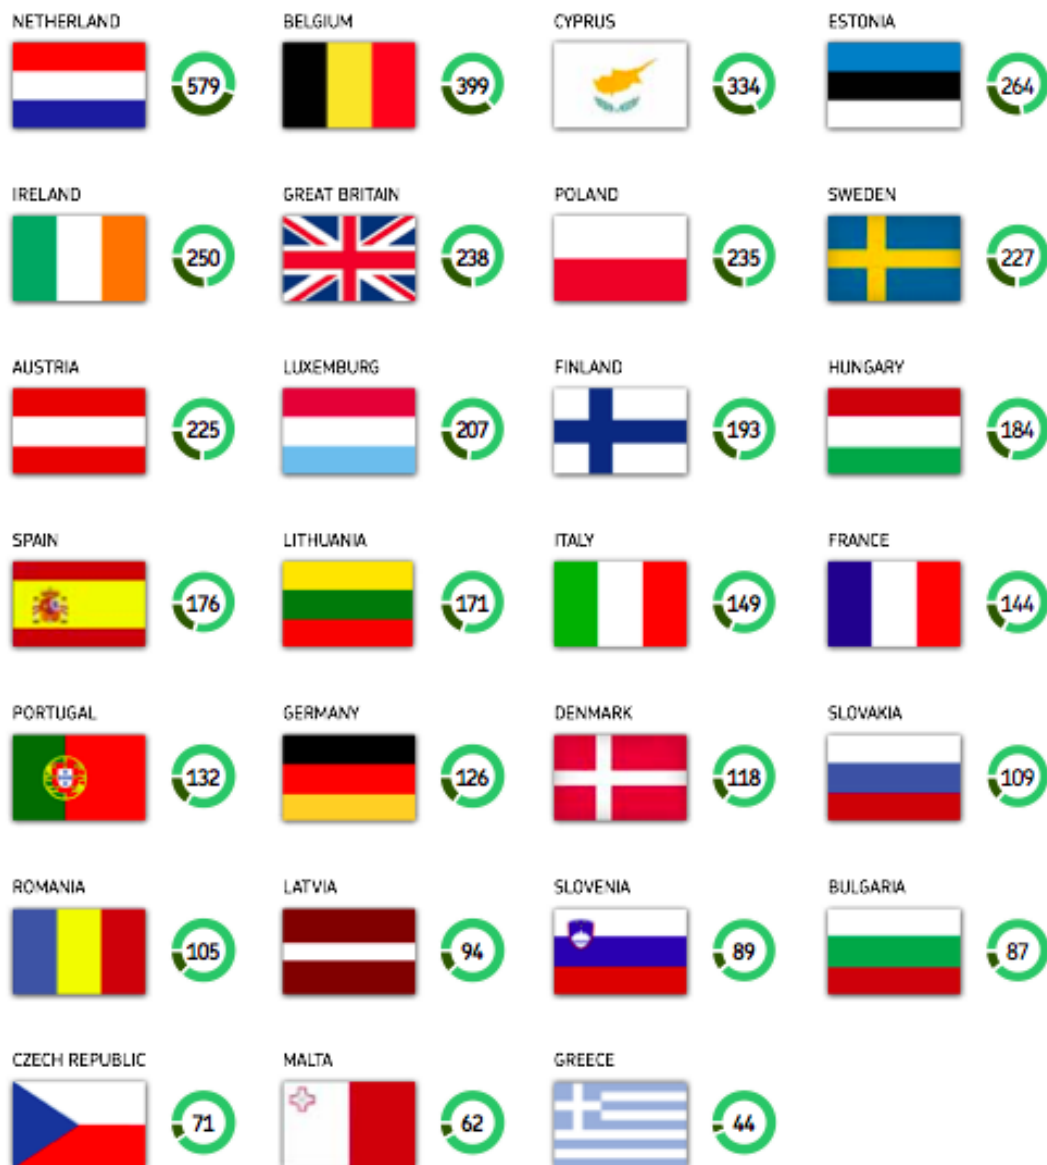 NETHERLAND BELGIUM CYPRUS ESTONIA
579 399 334 264
IRELAND GREAT BRITAIN POLAND SWEDEN
250 238 235 227
AUSTRIA LUXEMBURG FINLAND HUNGARY
225 207 193 184
SPAIN LITHUANIA ITALY FRANCE
176 171 149 144
PORTUGAL GERMANY DENMARK SLOVAKIA
132 126 118 109
ROMANIA LATVIA SLOVENIA BULGARIA
105 94 89 87
CZECH REPUBLIC MALTA GREECE
71 62 44